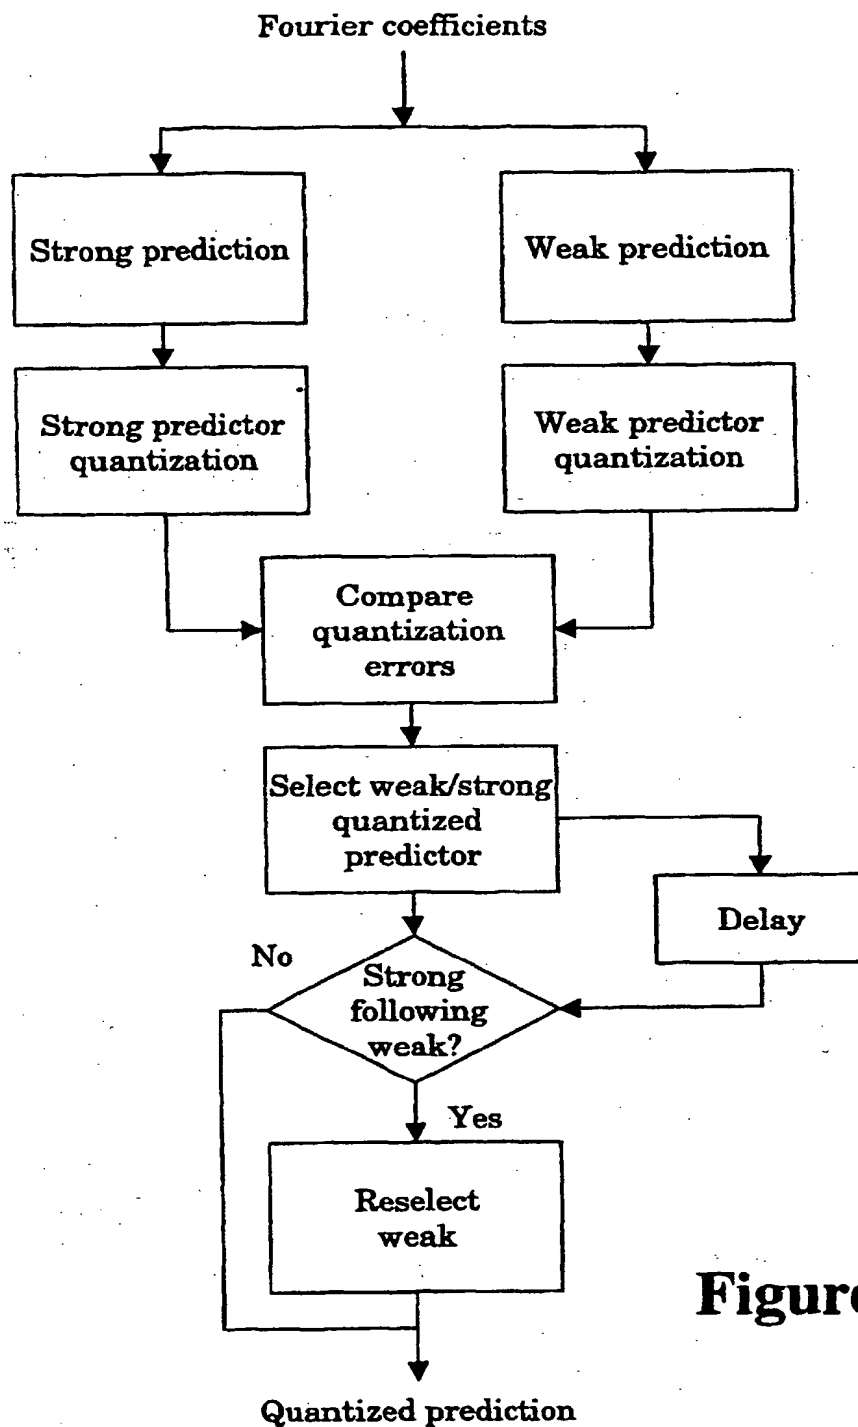 Fourier coefficients
Strong prediction
Weak prediction
Strong predictor
quantization
Weak predictor
quantization
Compare
quantization
errors
Select weak/strong
quantized
predictor
Delay
No
Strong
following
weak?
Yes
Reselect
weak
Figure
Quantized prediction